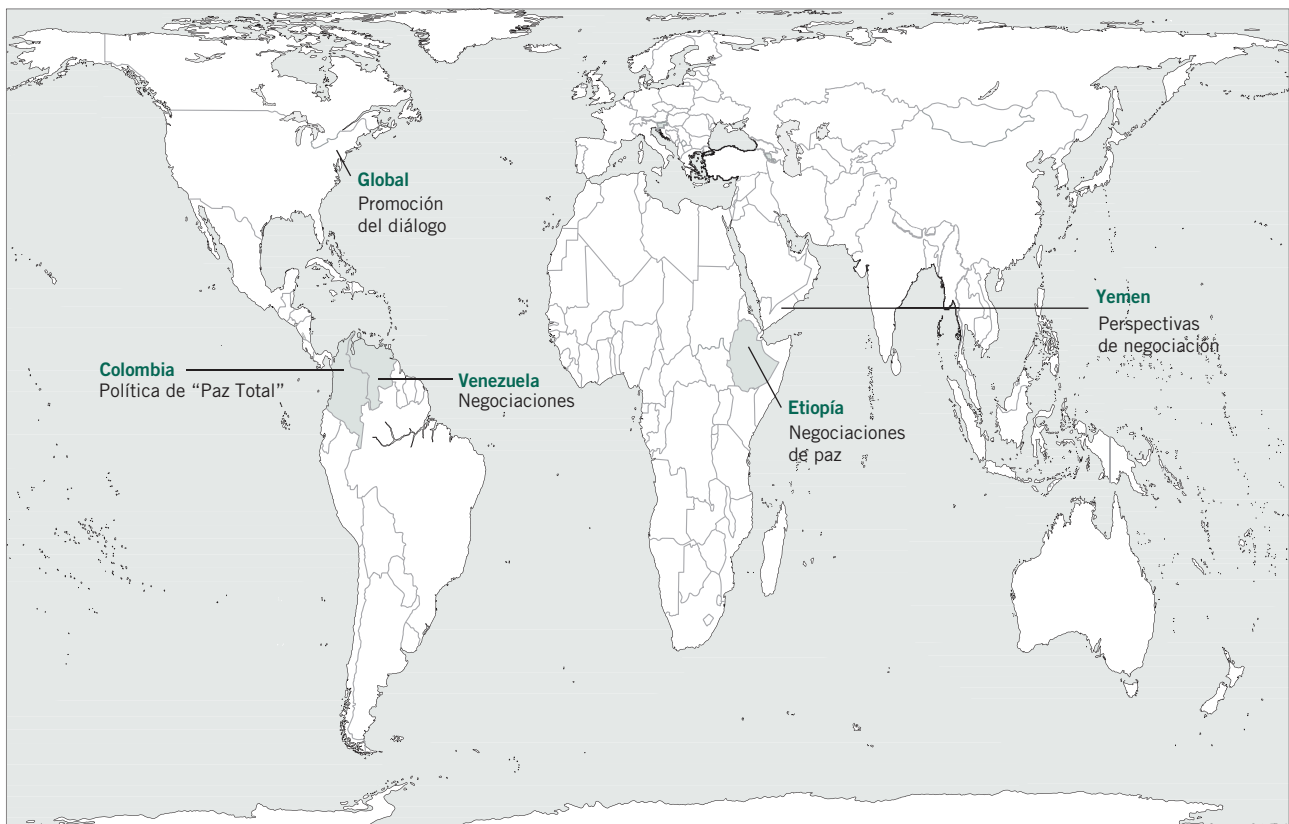 Global
Promoción
del diálogo
Yemen
Perspectivas
de negociación
Colombia
Política de “Paz Total”
Venezuela
Negociaciones
Etiopía
Negociaciones
de paz